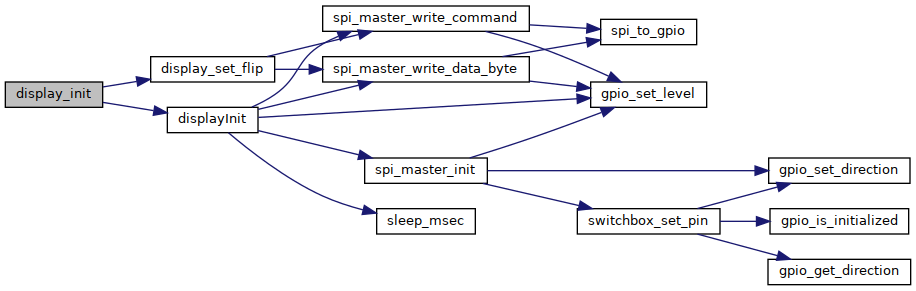 display_init
display_set_flip
displayInit
spi_master_write_command
spi_master_write_data_byte
spi_master_init
sleep_msec
spi_to_gpio
gpio_set_level
switchbox_set_pin
gpio_set_direction
gpio_is_initialized
gpio_get_direction